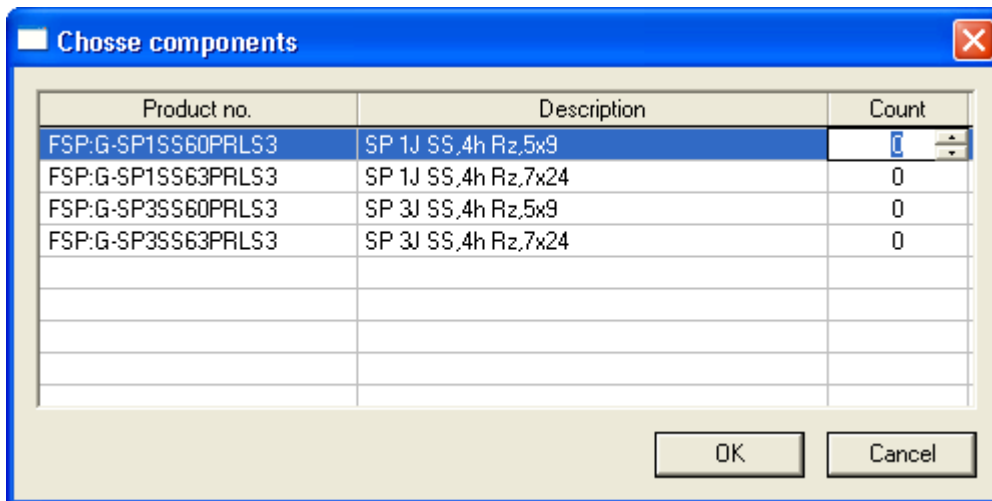 Chosse components
Product no. Description Count
FSP:G-SP1SS60PRLS3 SP 1J SS,4h Rz,5x9 0
FSP:G-SP1SS63PRLS3 SP 1J SS,4h Rz,7x24 0
FSP:G-SP3SS60PRLS3 SP 3J SS,4h Rz,5x9 0
FSP:G-SP3SS63PRLS3 SP 3J SS,4h Rz,7x24 0
OK Cancel